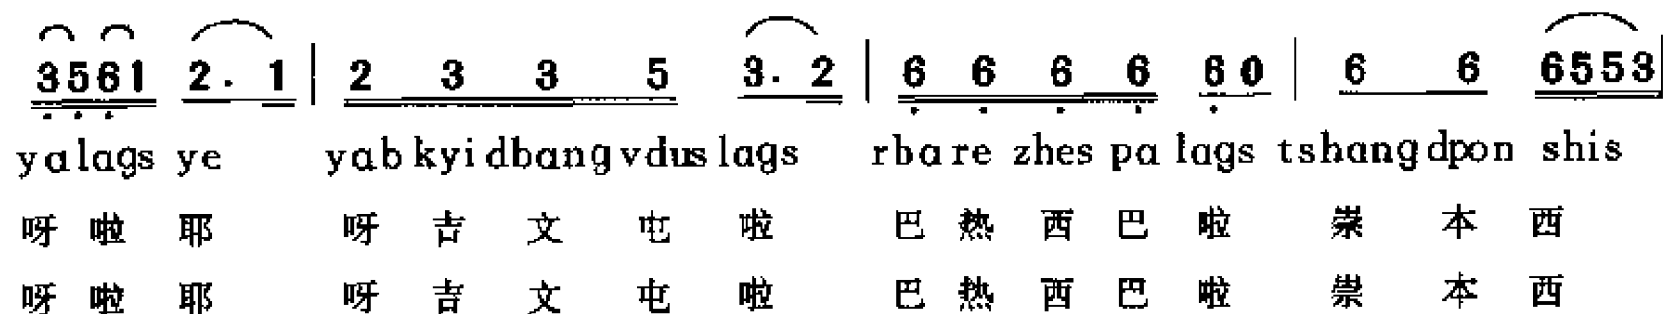 3561 2. 1 | 2 3 3 5 3. 2 | 6 6 6 6 6 0 | 6 6 6553
yalags ye yab kyi dbang vdus lags rba re zhes pa lags tshang dpon shis
呀 啦 耶 呀 吉 文 屯 啦 巴 热 西 巴 啦 崇 本 西
呀 啦 耶 呀 吉 文 屯 啦 巴 热 西 巴 啦 崇 本 西